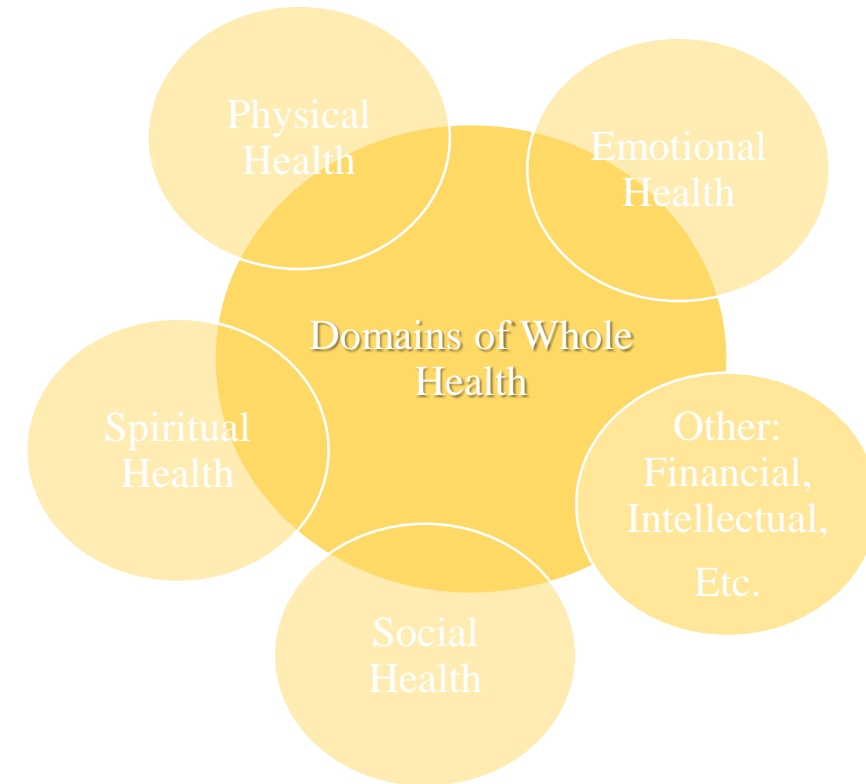 Physical
Health
Emotional
Health
Domains of Whole
Health
Spiritual
Health
Other:
Financial,
Intellectual,
Etc.
Social
Health